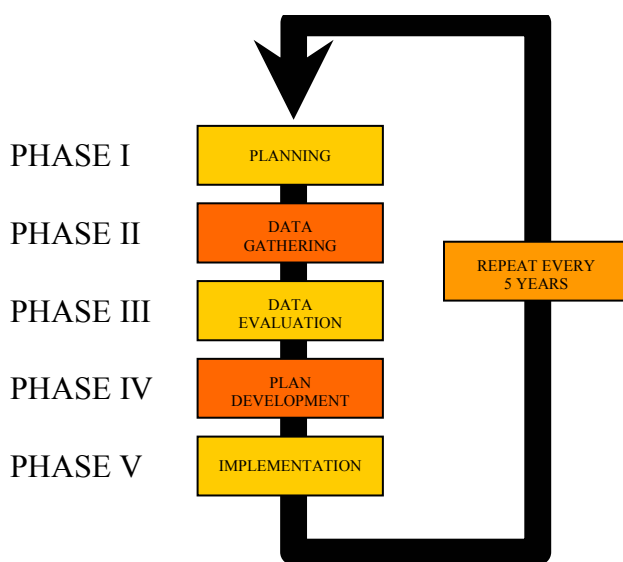 PHASE I
PLANNING
PHASE II
DATA
GATHERING
PHASE III
DATA
EVALUATION
PHASE IV
PLAN
DEVELOPMENT
PHASE V
IMPLEMENTATION
REPEAT EVERY
5 YEARS